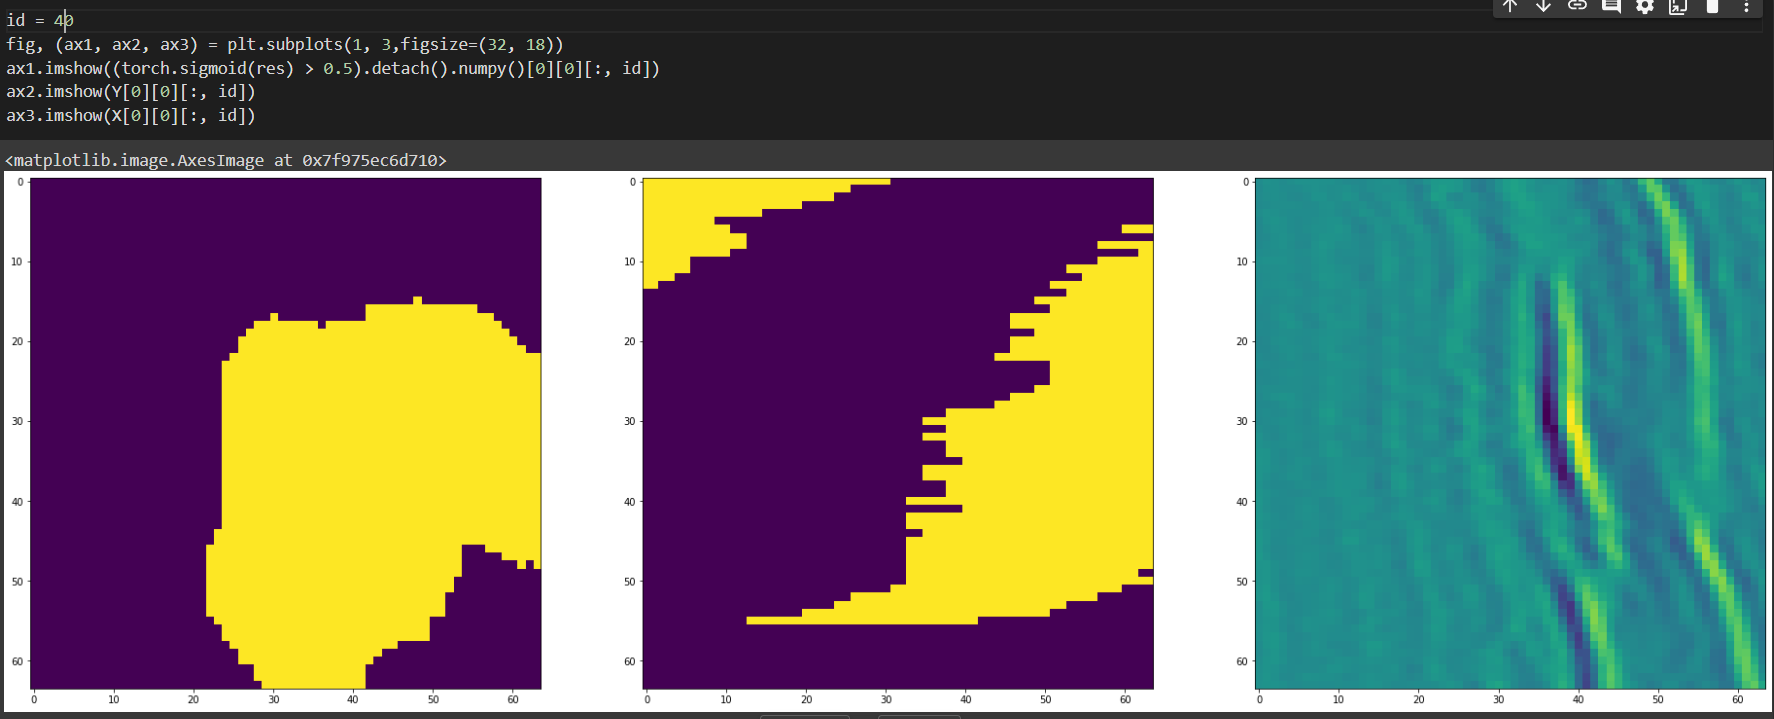 id = 40
fig, (ax1, ax2, ax3) = plt.subplots(1, 3,figsize=(32, 18))
ax1.imshow((torch.sigmoid(res) > 0.5).detach().numpy()[0][0][:, id])
ax2.imshow(Y[0][0][:, id])
ax3.imshow(X[0][0][:, id])
<matplotlib.image.AxesImage at 0x7f975ec6d710>
0
10
20
30
40
50
60
0 10 20 30 40 50 60
0
10
20
30
40
50
60
0 10 20 30 40 50 60
0
10
20
30
40
50
60
0 10 20 30 40 50 60